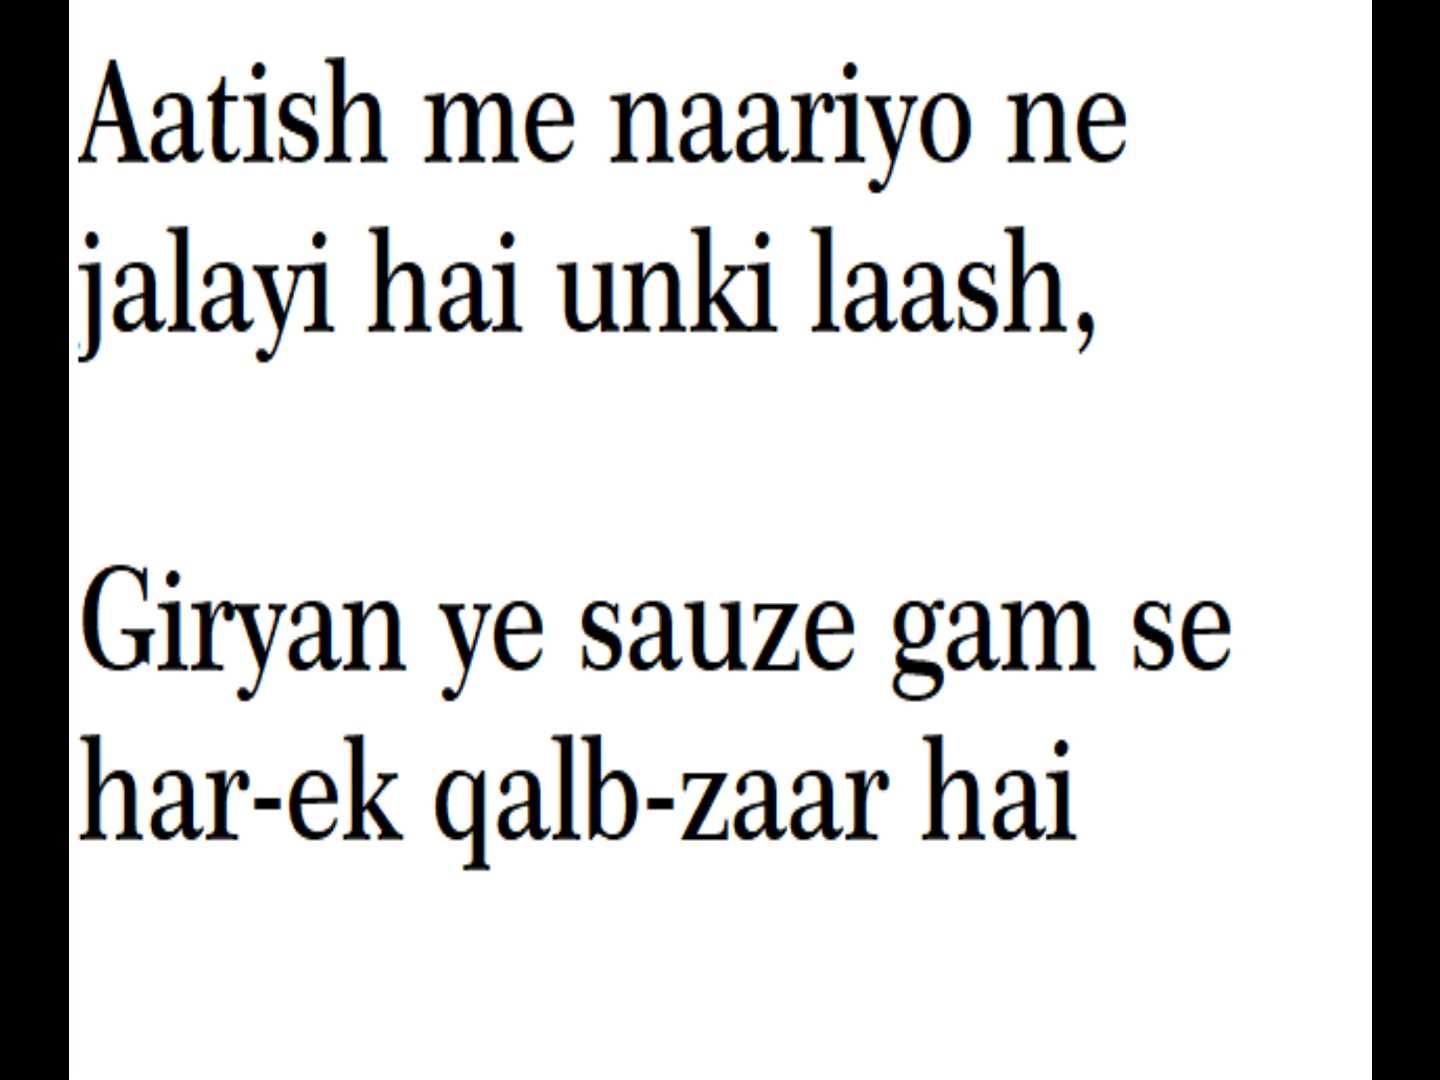 Aatish me naariyo ne
jalayi hai unki laash,
Giryan ye sauze gam se
har-ek qalb-zaar hai